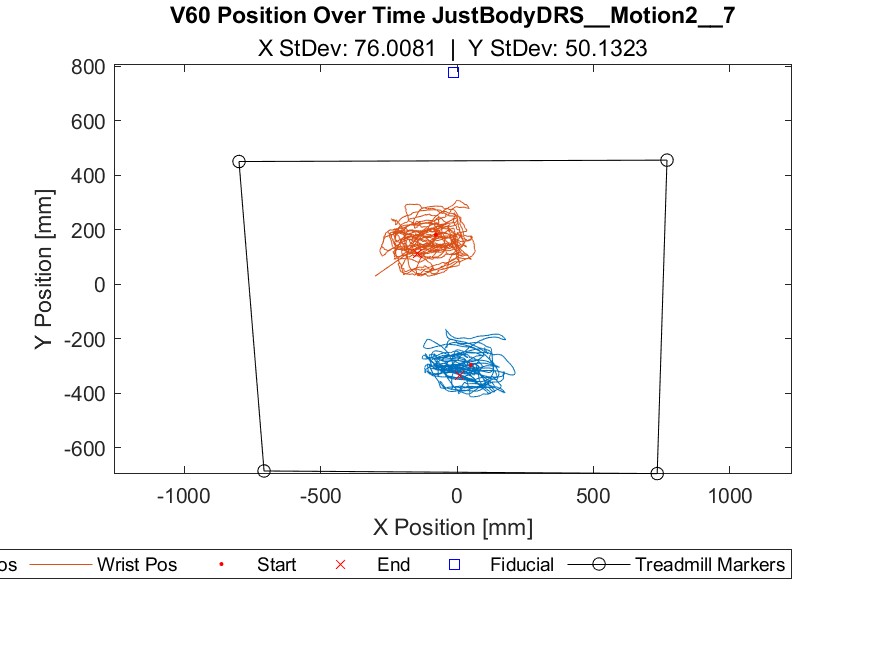 V60 Position Over Time JustBodyDRS__Motion2__7
X StDev: 76.0081 | Y StDev: 50.1323
800
600
400
200
0
-200
-400
-600
Y Position [mm]
-1000 -500 0 500 1000
X Position [mm]
os Wrist Pos Start End Fiducial Treadmill Markers